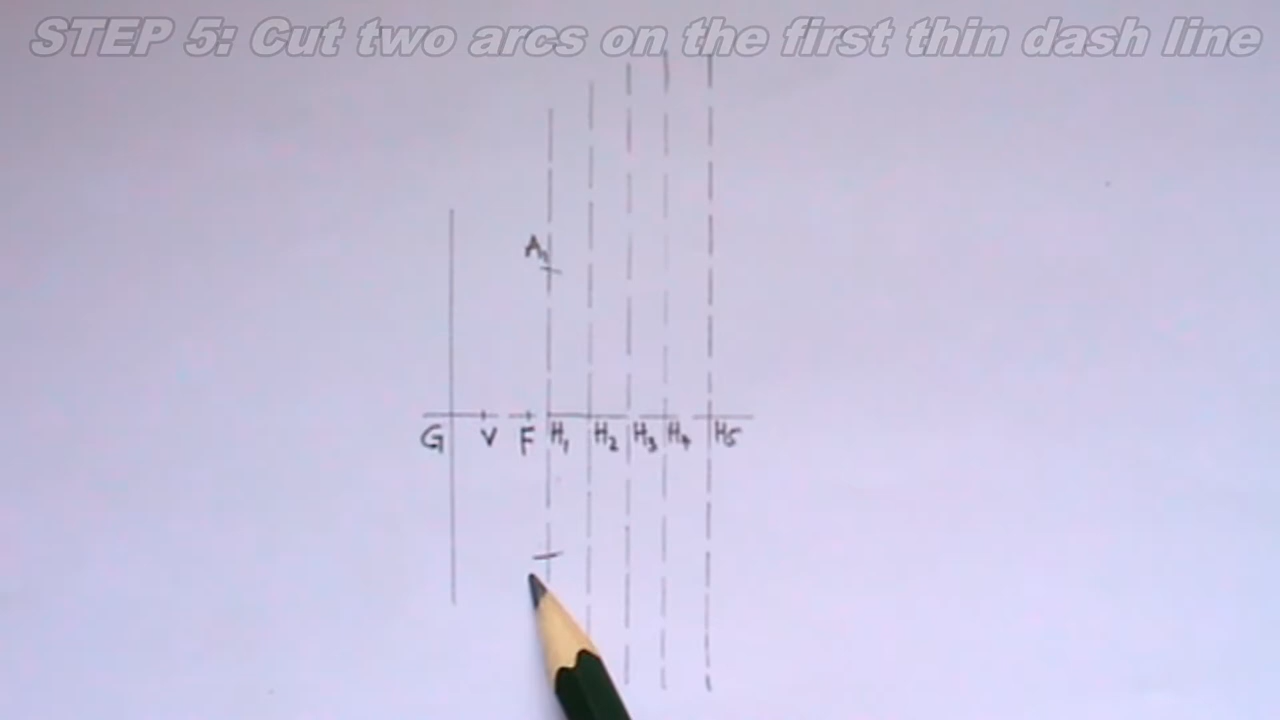 STEP 5: Cut two arcs on the first thin dash line
A1
G V F H1 H2 H3 H4 H5